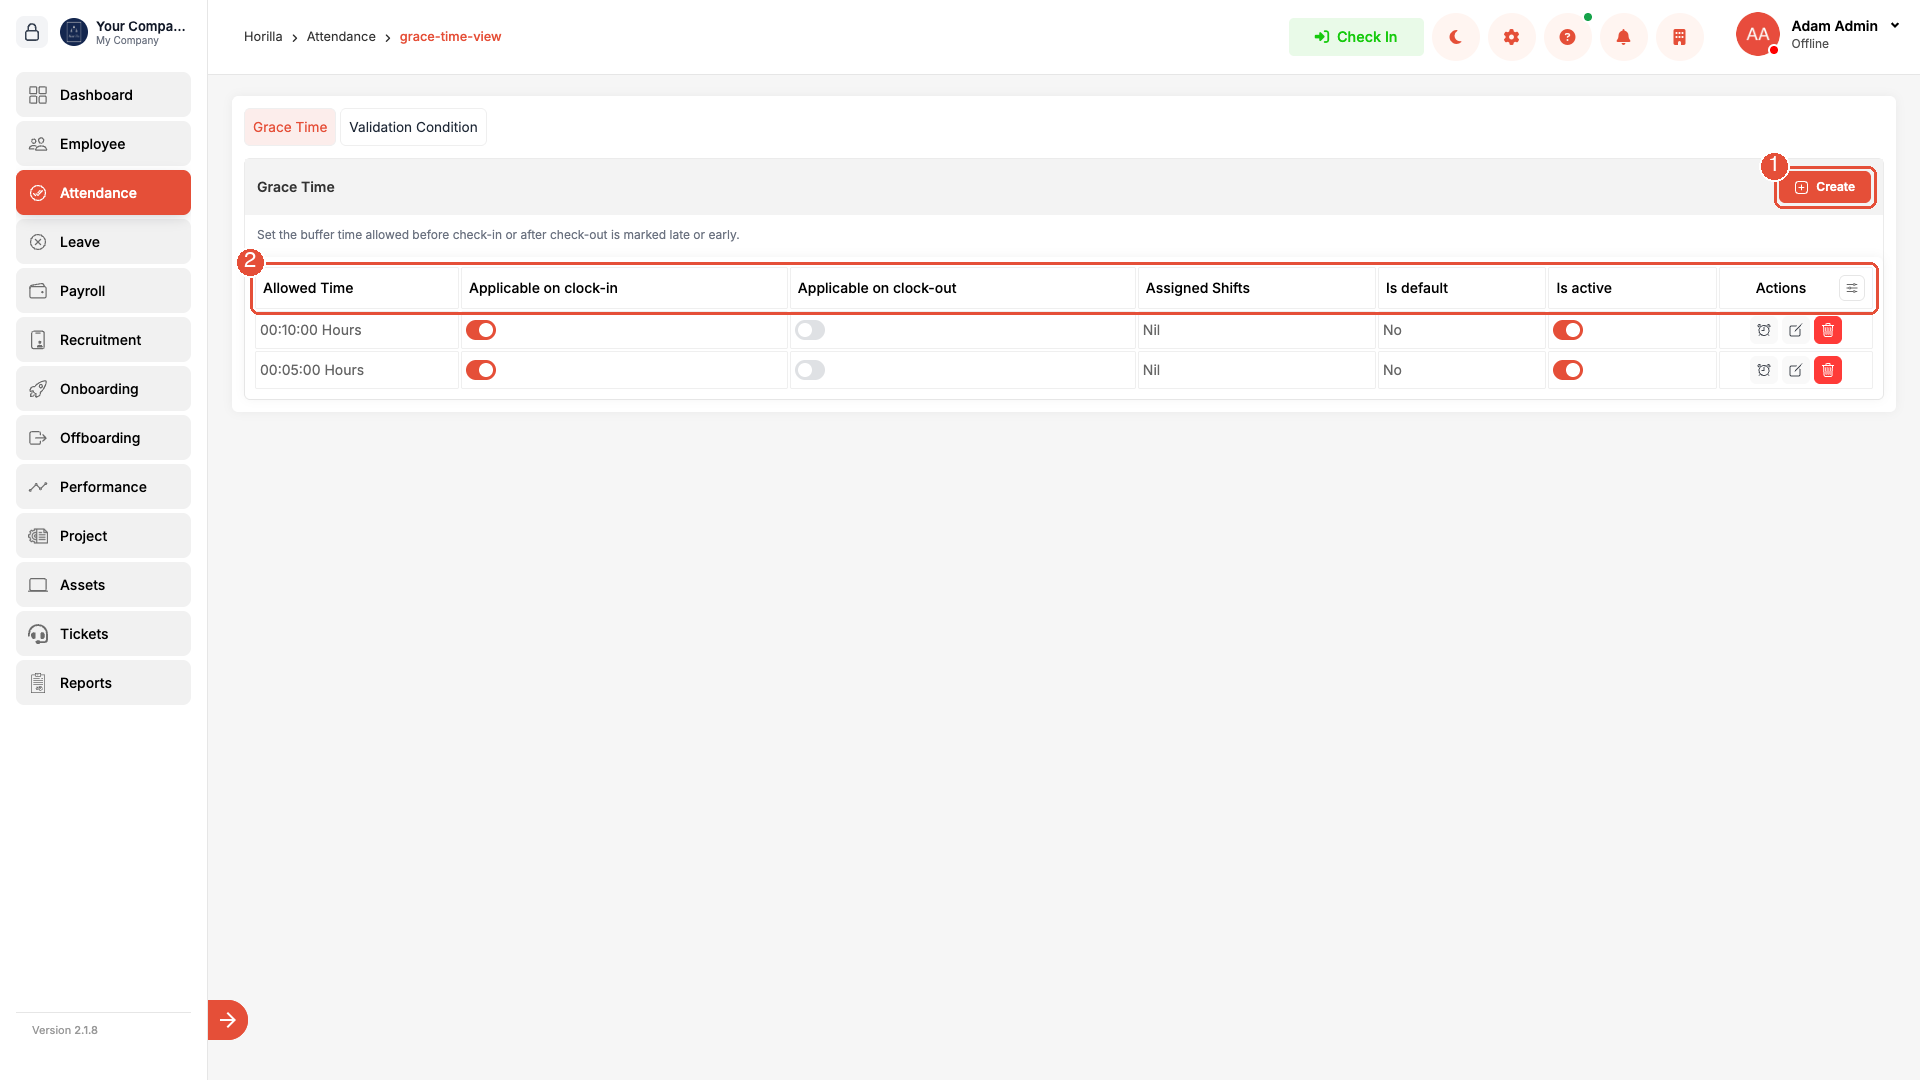 Your Compa...
My Company
Horilla > Attendance > grace-time-view
Check In
AA
Adam Admin
Offline
Dashboard
Employee
Attendance
Leave
Payroll
Recruitment
Onboarding
Offboarding
Performance
Project
Assets
Tickets
Reports
Version 2.1.8
Grace Time
Validation Condition
Grace Time
1
Create
Set the buffer time allowed before check-in or after check-out is marked late or early.
2
Allowed Time Applicable on clock-in Applicable on clock-out Assigned Shifts Is default Is active Actions
00:10:00 Hours Nil No
00:05:00 Hours Nil No